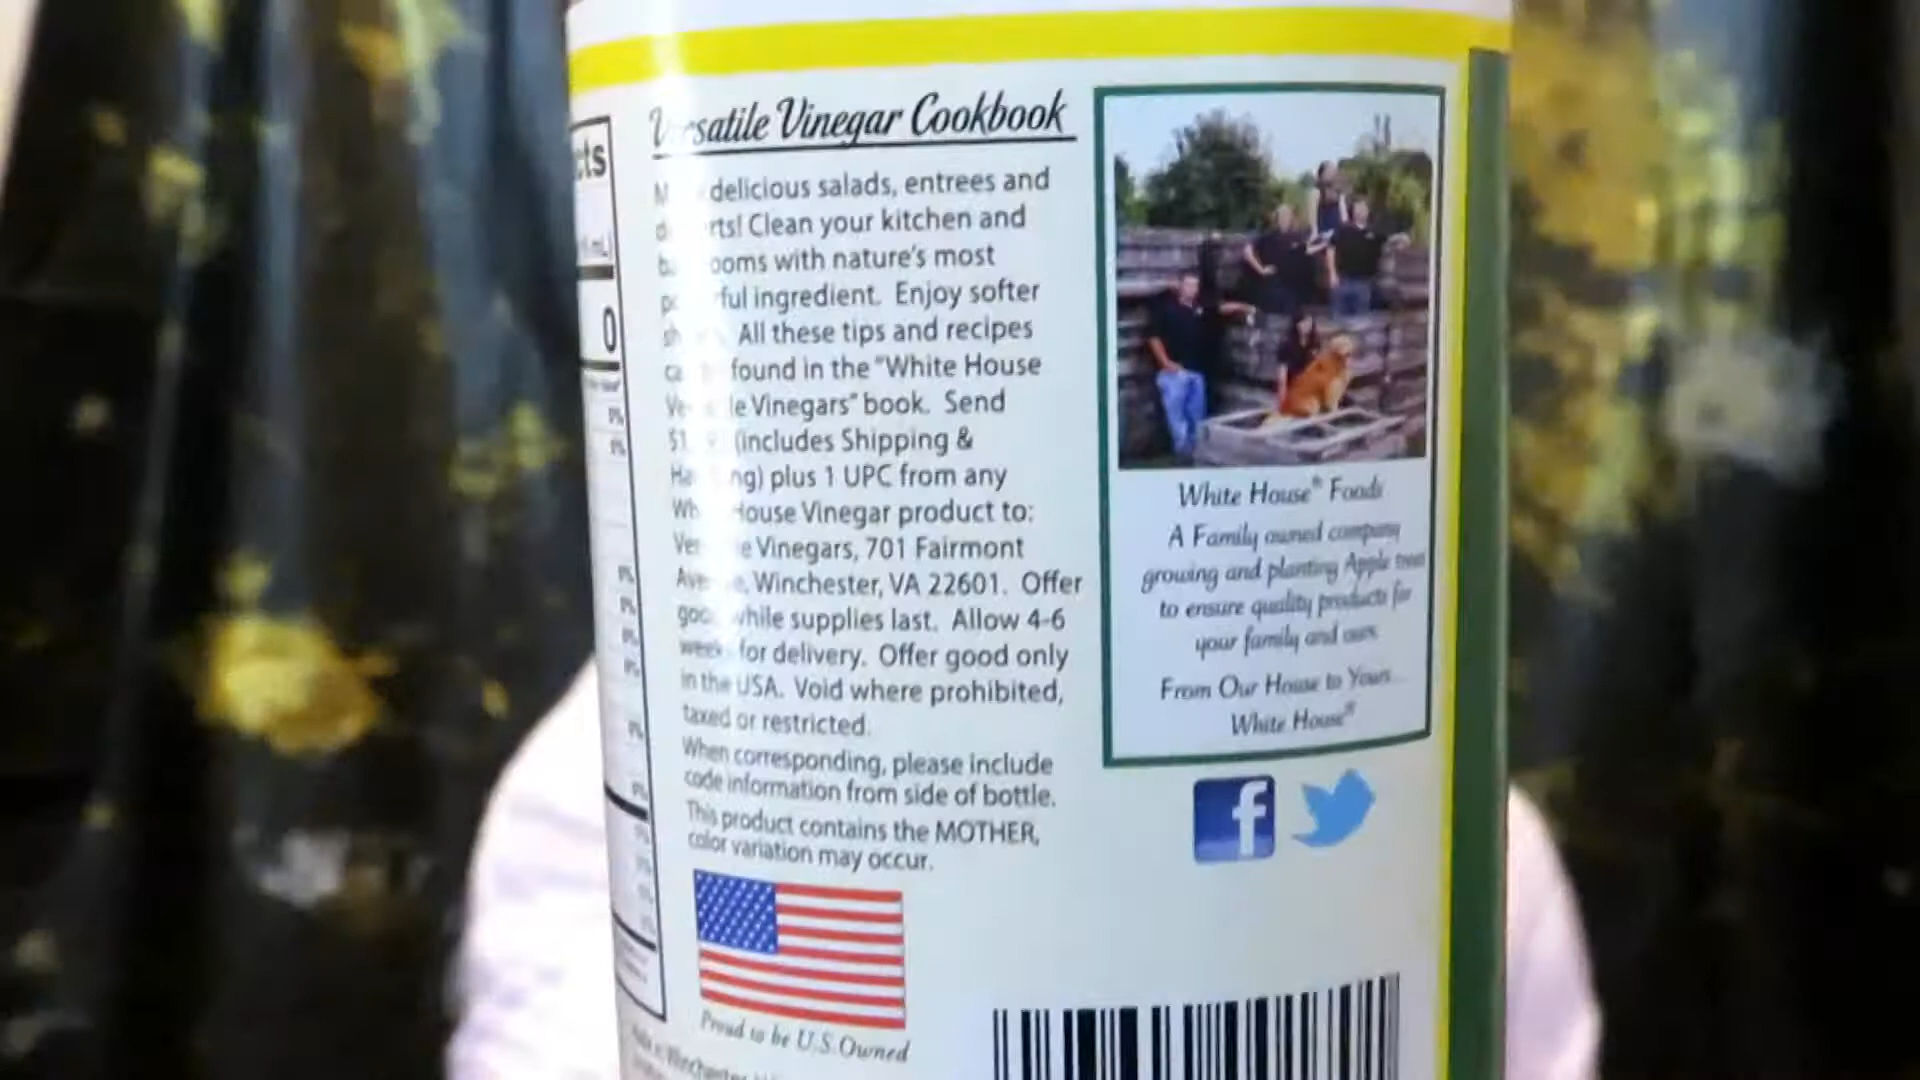 cts
0
Versatile Vinegar Cookbook
delicious salads, entrees and
Clean your kitchen and
with nature's most
ingredient. Enjoy softer
All these tips and recipes
found in the "White House
Vinegars" book. Send
(includes Shipping &
plus 1 UPC from any
House Vinegar product to:
Vinegars, 701 Fairmont
Winchester, VA 22601. Offer
good while supplies last. Allow 4-6
weeks for delivery. Offer good only
in the USA. Void where prohibited,
taxed or restricted.
When corresponding, please include
code information from side of bottle.
This product contains the MOTHER,
color variation may occur.
Proud to be U.S. Owned
White House® Foods
A Family owned company
growing and planting Apple trees
to ensure quality products for
your family and ours.
From Our House to Yours...
White House®
f